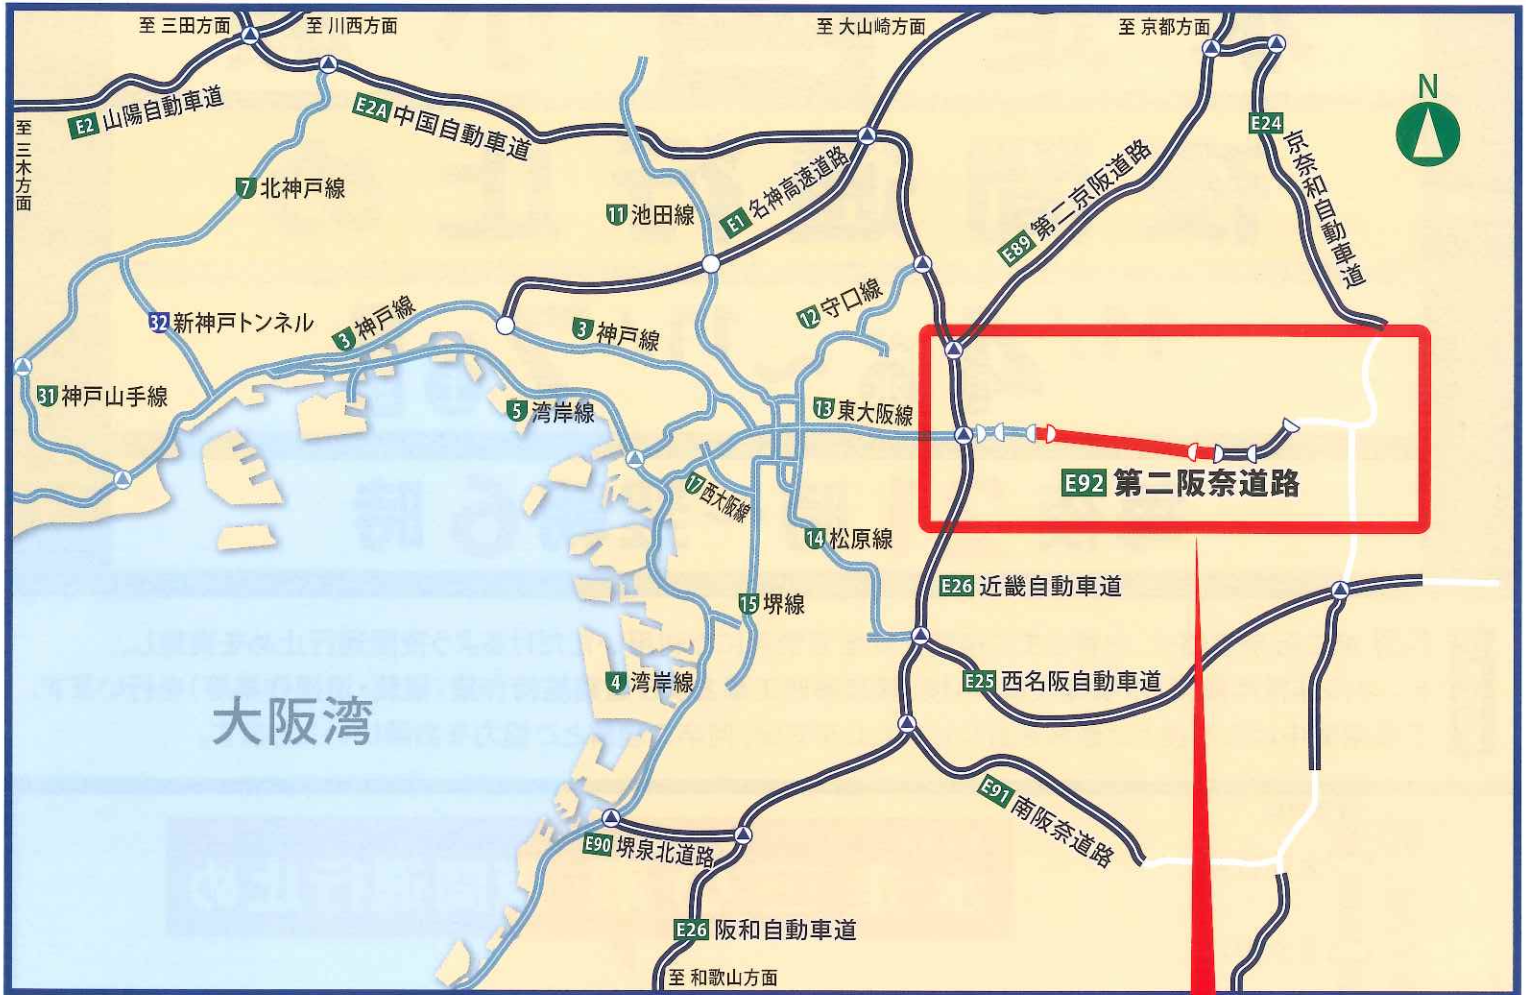 至 三田方面
至 川西方面
至 大山崎方面
至 京都方面
N
E2 山陽自動車道
E2A 中国自動車道
E24
京奈和自動車道
至 三木方面
7 北神戸線
11 池田線
E1 名神高速道路
E89 第二京阪道路
32 新神戸トンネル
3 神戸線
3 神戸線
12 守口線
31 神戸山手線
5 湾岸線
13 東大阪線
E92 第二阪奈道路
17 西大阪線
14 松原線
E26 近畿自動車道
15 堺線
4 湾岸線
E25 西名阪自動車道
大阪湾
E91 南阪奈道路
E90 堺泉北道路
E26 阪和自動車道
至 和歌山方面